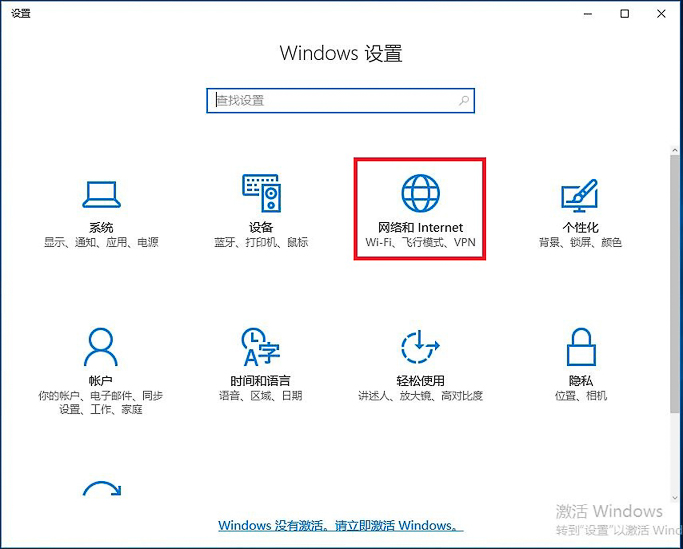 设置
Windows 设置
查找设置
系统
显示、通知、应用、电源
设备
蓝牙、打印机、鼠标
网络和 Internet
Wi-Fi、飞行模式、VPN
个性化
背景、锁屏、颜色
帐户
你的帐户、电子邮件、同步
设置、工作、家庭
时间和语言
语音、区域、日期
轻松使用
讲述人、放大镜、高对比度
隐私
位置、相机
Windows 没有激活。请立即激活 Windows。
激活 Windows
转到"设置"以激活 Wind